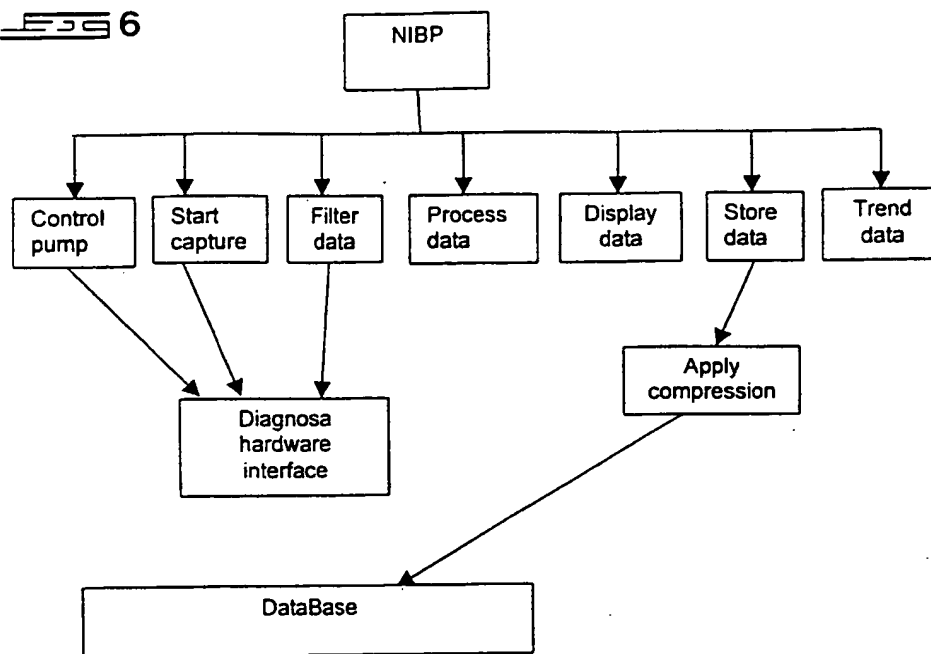 Fig 6
NIBP
Control
pump
Start
capture
Filter
data
Process
data
Display
data
Store
data
Trend
data
Apply
compression
Diagnosa
hardware
interface
DataBase